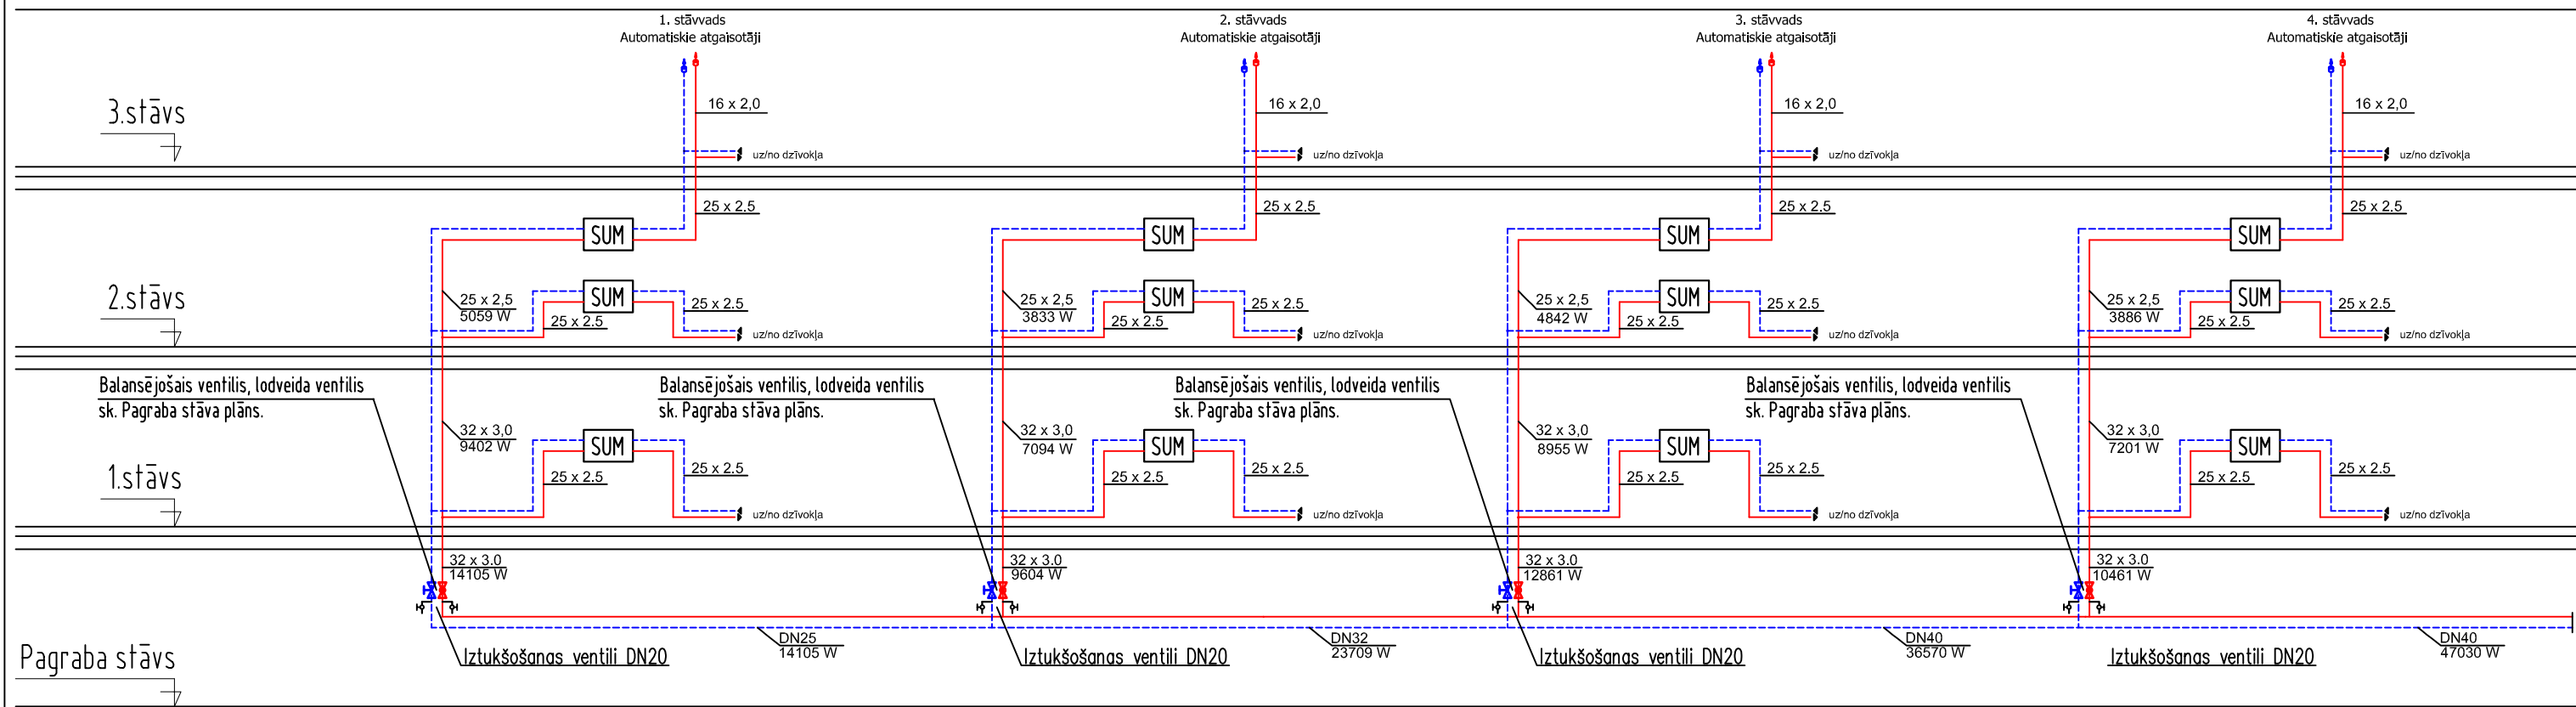 1. stāvvads
Automatiskie atgaisotāji
2. stāvvads
Automatiskie atgaisotāji
3. stāvvads
Automatiskie atgaisotāji
4. stāvvads
Automatiskie atgaisotāji
3.stāvs
16 x 2,0
16 x 2,0
16 x 2,0
16 x 2,0
uz/no dzīvokļa
uz/no dzīvokļa
uz/no dzīvokļa
uz/no dzīvokļa
25 x 2.5
25 x 2.5
25 x 2.5
25 x 2.5
SUM
SUM
SUM
SUM
2.stāvs
25 x 2,5
5059 W
SUM
25 x 2.5
25 x 2.5
25 x 2,5
3833 W
SUM
25 x 2.5
25 x 2.5
25 x 2,5
4842 W
SUM
25 x 2.5
25 x 2.5
25 x 2,5
3886 W
SUM
25 x 2.5
25 x 2.5
uz/no dzīvokļa
uz/no dzīvokļa
uz/no dzīvokļa
uz/no dzīvokļa
Balansējošais ventilis, lodveida ventilis
sk. Pagraba stāva plāns.
Balansējošais ventilis, lodveida ventilis
sk. Pagraba stāva plāns.
Balansējošais ventilis, lodveida ventilis
sk. Pagraba stāva plāns.
Balansējošais ventilis, lodveida ventilis
sk. Pagraba stāva plāns.
1.stāvs
32 x 3,0
9402 W
SUM
25 x 2.5
25 x 2.5
32 x 3,0
7094 W
SUM
25 x 2.5
25 x 2.5
32 x 3,0
8955 W
SUM
25 x 2.5
25 x 2.5
32 x 3,0
7201 W
SUM
25 x 2.5
25 x 2.5
uz/no dzīvokļa
uz/no dzīvokļa
uz/no dzīvokļa
uz/no dzīvokļa
32 x 3.0
14105 W
32 x 3.0
9604 W
32 x 3.0
12861 W
32 x 3.0
10461 W
Pagraba stāvs
Iztukšošanas ventili DN20
DN25
14105 W
Iztukšošanas ventili DN20
DN32
23709 W
Iztukšošanas ventili DN20
DN40
36570 W
Iztukšošanas ventili DN20
DN40
47030 W